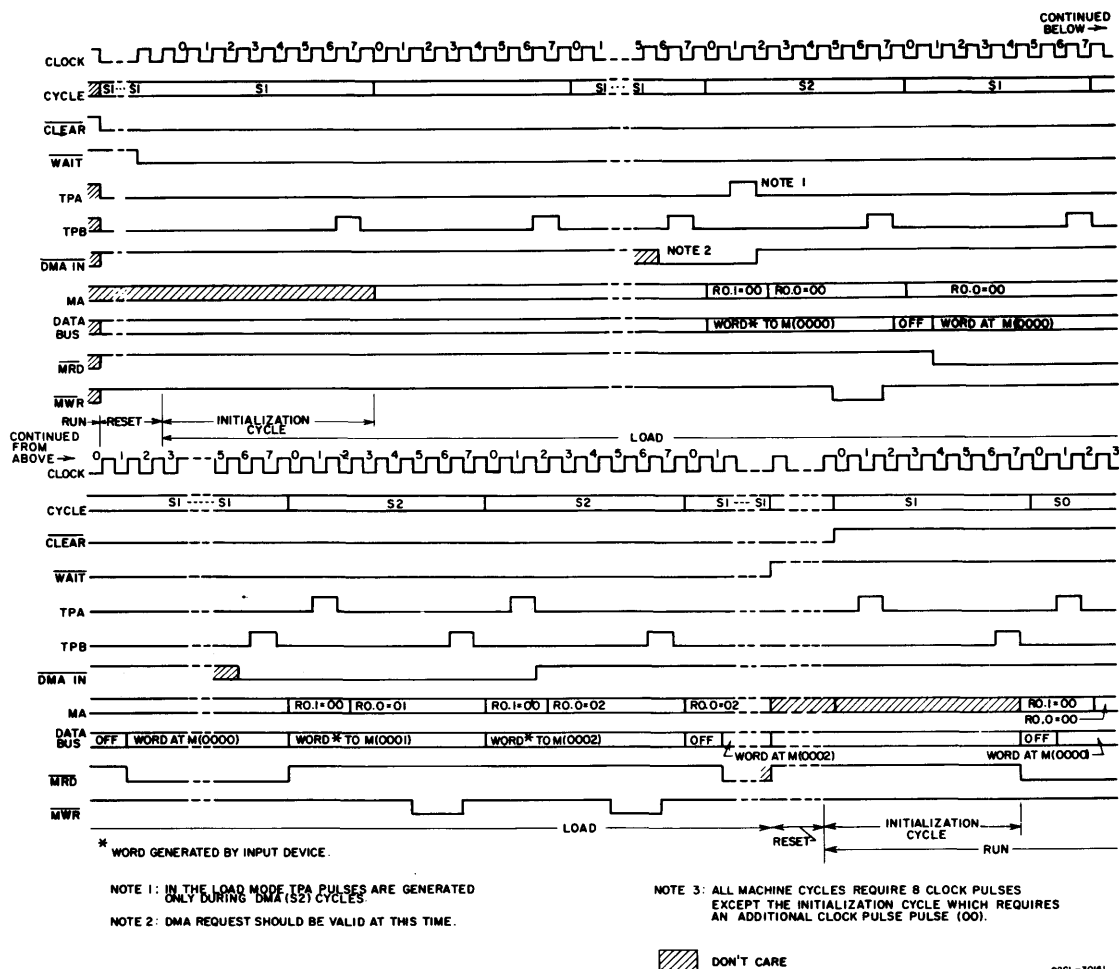 CONTINUED
BELOW →
CLOCK 0 1 2 3 4 5 6 7 0 1 2 3 4 5 6 7 0 1 5 6 7 0 1 2 3 4 5 6 7 0 1 2 3 4 5 6 7
CYCLE S1 S1 S1 S1 S1 S2 S1
CLEAR
WAIT
TPA NOTE 1
TPB
DMA IN NOTE 2
MA R0.1=00 R0.0=00 R0.0=00
DATA
BUS WORD* TO M(0000) OFF WORD AT M(0000)
MRD
MWR
RUN RESET INITIALIZATION
CYCLE LOAD
CONTINUED
FROM
ABOVE →
CLOCK 0 1 2 3 5 6 7 0 1 2 3 4 5 6 7 0 1 2 3 4 5 6 7 0 1 0 1 2 3 4 5 6 7 0 1 2 3
CYCLE S1 S1 S2 S2 S1 S1 S1 S0
CLEAR
WAIT
TPA
TPB
DMA IN
MA R0.1=00 R0.0=01 R0.1=00 R0.0=02 R0.0=02 R0.1=00
R0.0=00
DATA
BUS OFF WORD AT M(0000) WORD* TO M(0001) WORD* TO M(0002) OFF OFF
WORD AT M(0002) WORD AT M(0000)
MRD
MWR
LOAD RESET INITIALIZATION
CYCLE
RUN
* WORD GENERATED BY INPUT DEVICE.
NOTE 1: IN THE LOAD MODE TPA PULSES ARE GENERATED
ONLY DURING DMA (S2) CYCLES.
NOTE 2: DMA REQUEST SHOULD BE VALID AT THIS TIME.
NOTE 3: ALL MACHINE CYCLES REQUIRE 8 CLOCK PULSES
EXCEPT THE INITIALIZATION CYCLE WHICH REQUIRES
AN ADDITIONAL CLOCK PULSE PULSE (00).
DON'T CARE